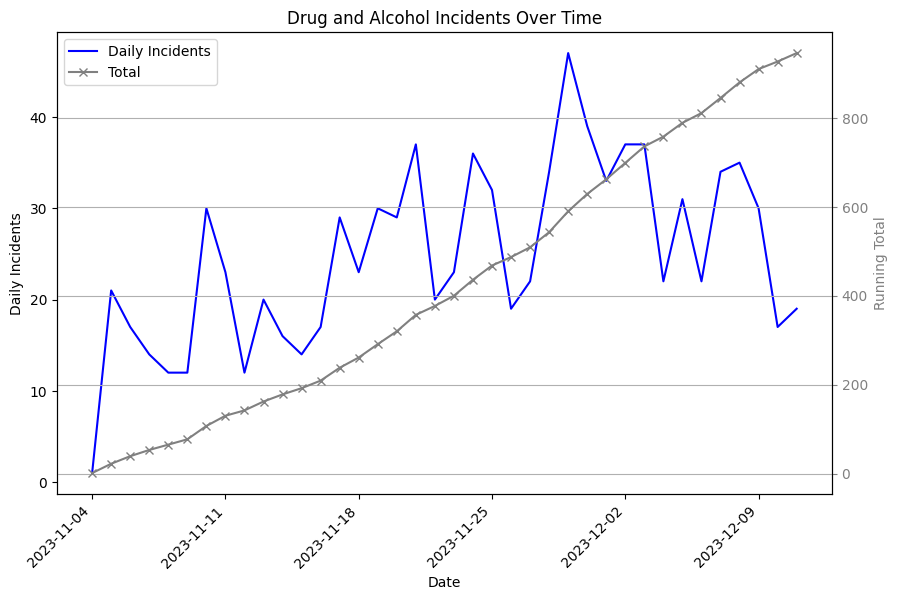 Drug and Alcohol Incidents Over Time
Daily Incidents
Total
40
30
20
10
0
Daily Incidents
800
600
400
200
0
Running Total
2023-11-04
2023-11-11
2023-11-18
2023-11-25
2023-12-02
2023-12-09
Date